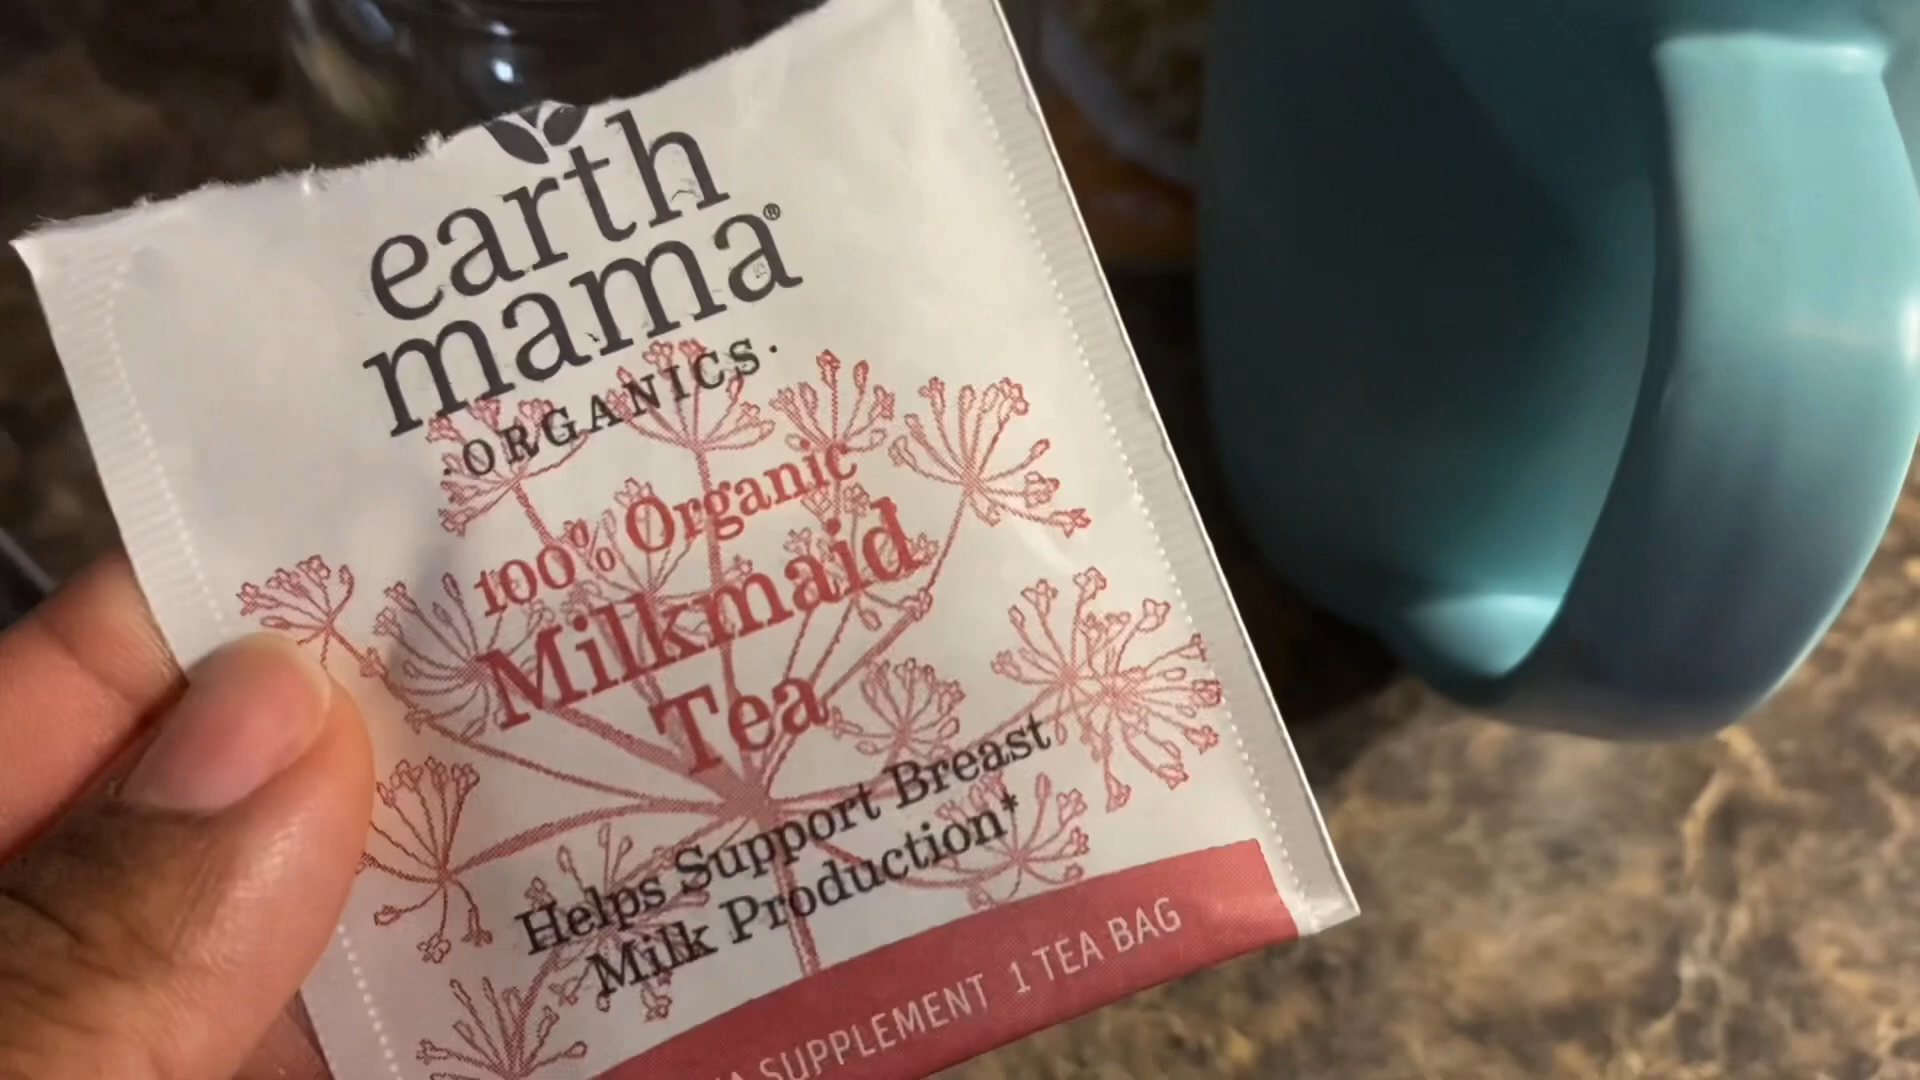 earth
mama®
·ORGANICS·
100% Organic
Milkmaid
Tea
Helps Support Breast
Milk Production*
SUPPLEMENT 1 TEA BAG